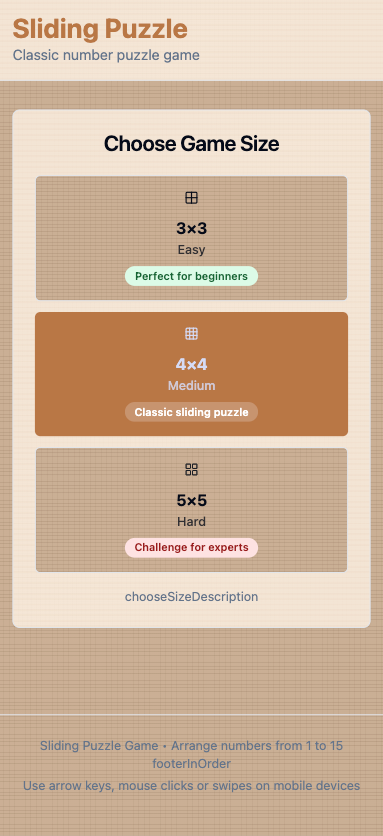 Sliding Puzzle
Classic number puzzle game
Choose Game Size
3×3
Easy
Perfect for beginners
4×4
Medium
Classic sliding puzzle
5×5
Hard
Challenge for experts
chooseSizeDescription
Sliding Puzzle Game • Arrange numbers from 1 to 15
footerInOrder
Use arrow keys, mouse clicks or swipes on mobile devices